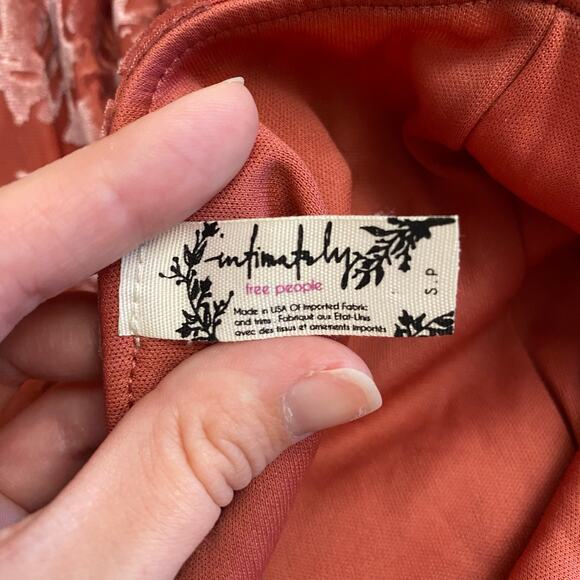 intimately
free people
Made in USA Of Imported Fabric
and trims . Fabriqué aux Etat-Unis
avec des tissus et ornements importés
S.P